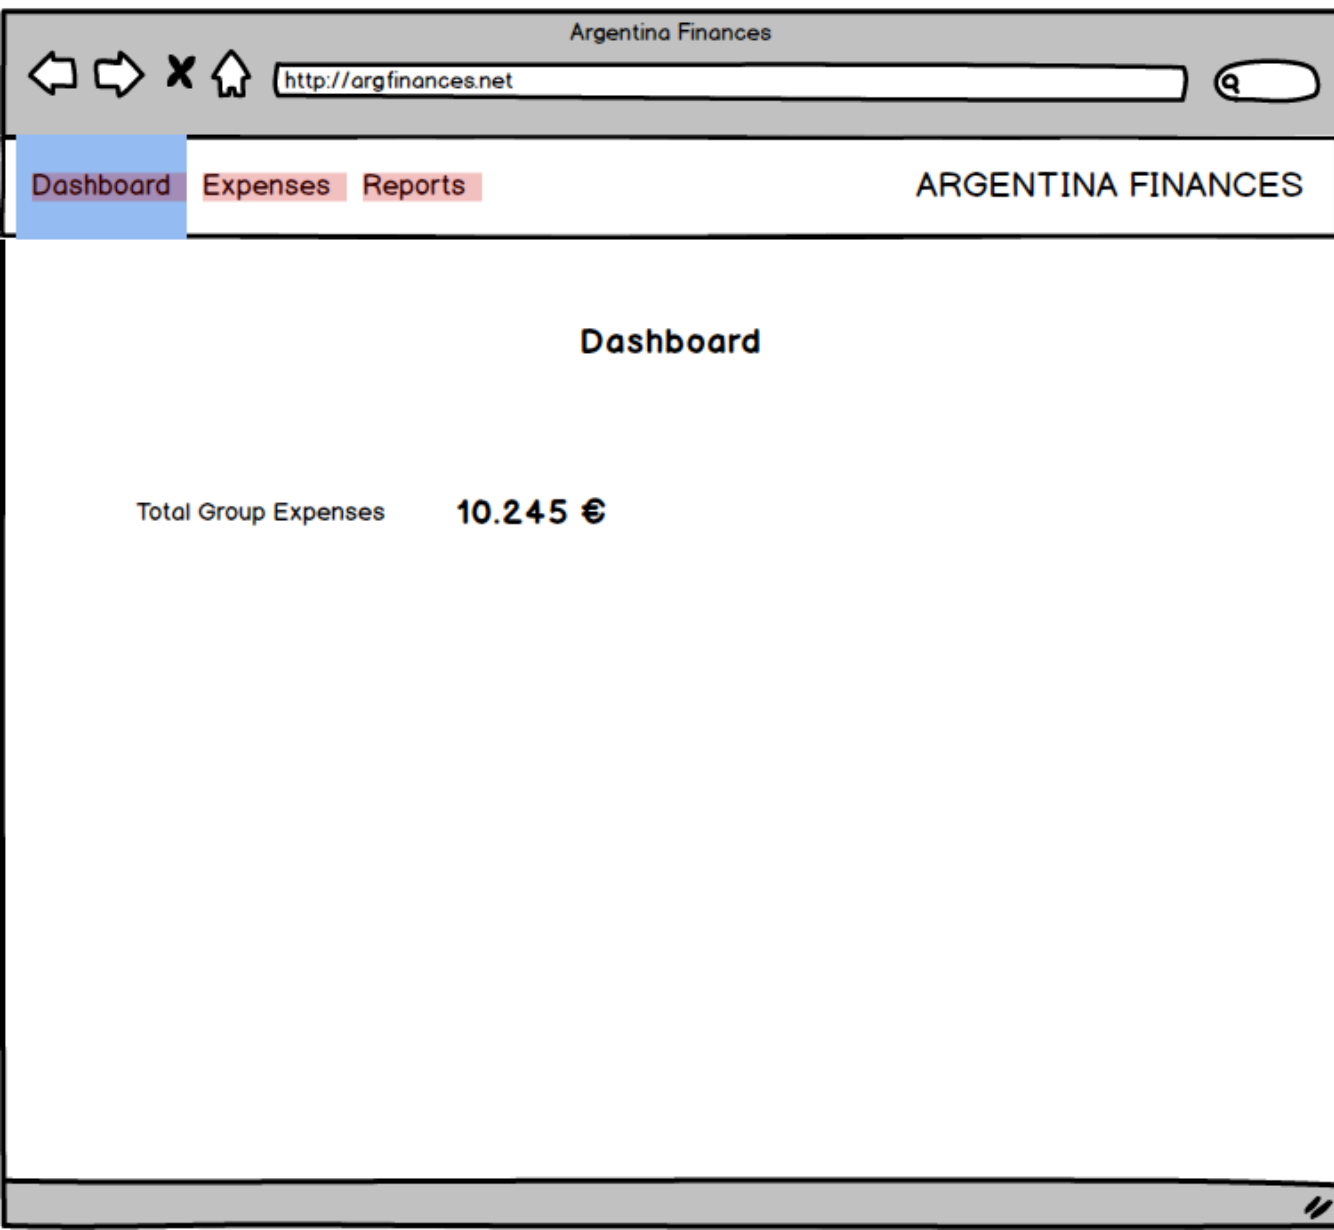 Argentina Finances
http://argfinances.net
Dashboard Expenses Reports ARGENTINA FINANCES
Dashboard
Total Group Expenses 10.245 €